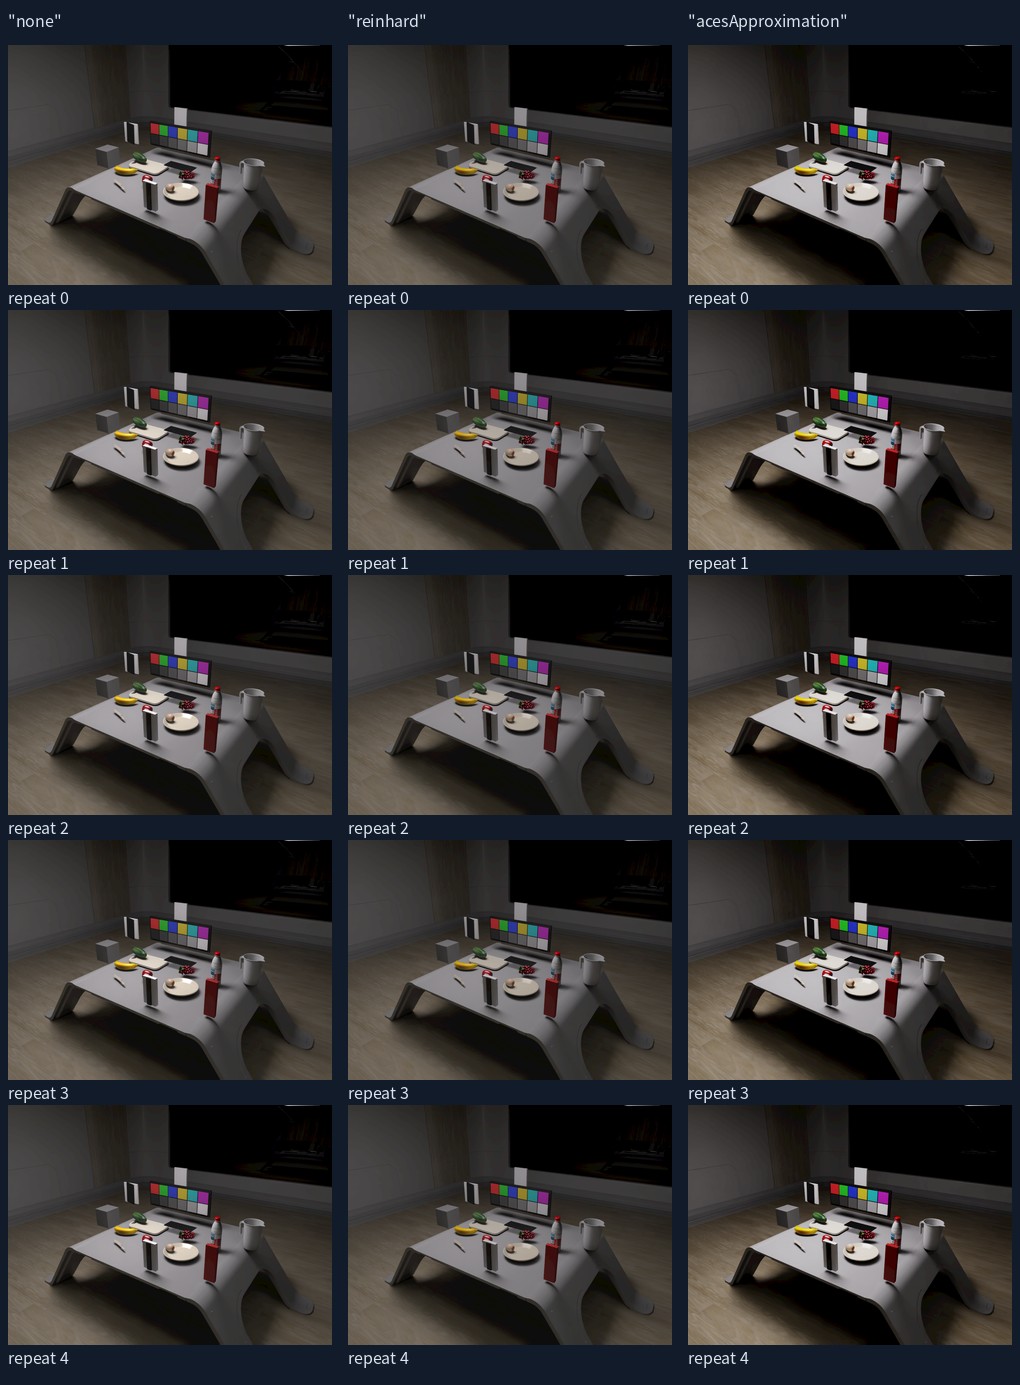 "none" "reinhard" "acesApproximation"
repeat 0 repeat 0 repeat 0
repeat 1 repeat 1 repeat 1
repeat 2 repeat 2 repeat 2
repeat 3 repeat 3 repeat 3
repeat 4 repeat 4 repeat 4